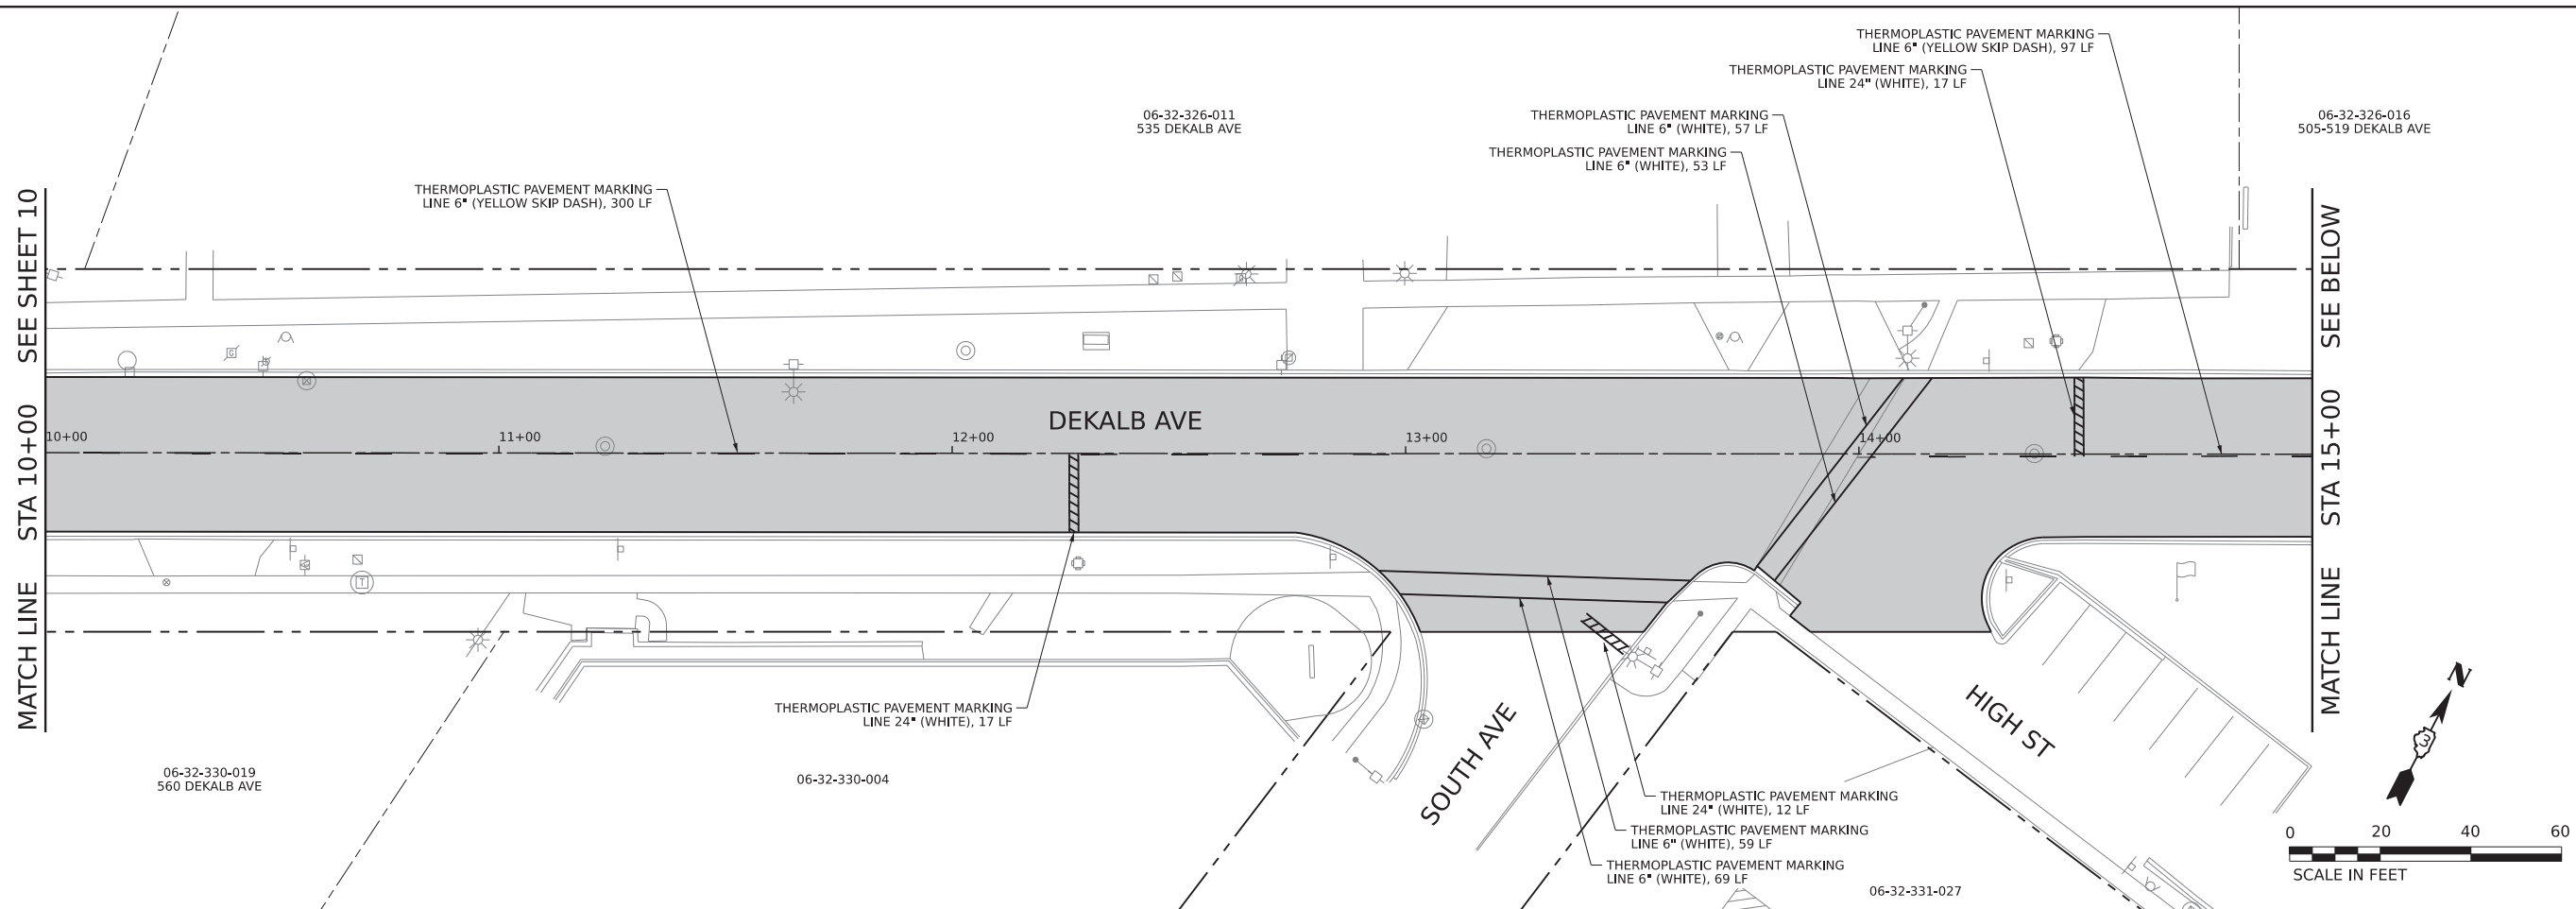 THERMOPLASTIC PAVEMENT MARKING
LINE 6" (YELLOW SKIP DASH), 97 LF
THERMOPLASTIC PAVEMENT MARKING
LINE 24" (WHITE), 17 LF
THERMOPLASTIC PAVEMENT MARKING
LINE 6" (WHITE), 57 LF
THERMOPLASTIC PAVEMENT MARKING
LINE 6" (WHITE), 53 LF
06-32-326-011
535 DEKALB AVE
06-32-326-016
505-519 DEKALB AVE
THERMOPLASTIC PAVEMENT MARKING
LINE 6" (YELLOW SKIP DASH), 300 LF
MATCH LINE STA 10+00 SEE SHEET 10
MATCH LINE STA 15+00 SEE BELOW
DEKALB AVE
10+00
11+00
12+00
13+00
14+00
G
T
THERMOPLASTIC PAVEMENT MARKING
LINE 24" (WHITE), 17 LF
06-32-330-019
560 DEKALB AVE
06-32-330-004
SOUTH AVE
HIGH ST
THERMOPLASTIC PAVEMENT MARKING
LINE 24" (WHITE), 12 LF
THERMOPLASTIC PAVEMENT MARKING
LINE 6" (WHITE), 59 LF
THERMOPLASTIC PAVEMENT MARKING
LINE 6" (WHITE), 69 LF
06-32-331-027
N
3
0 20 40 60
SCALE IN FEET